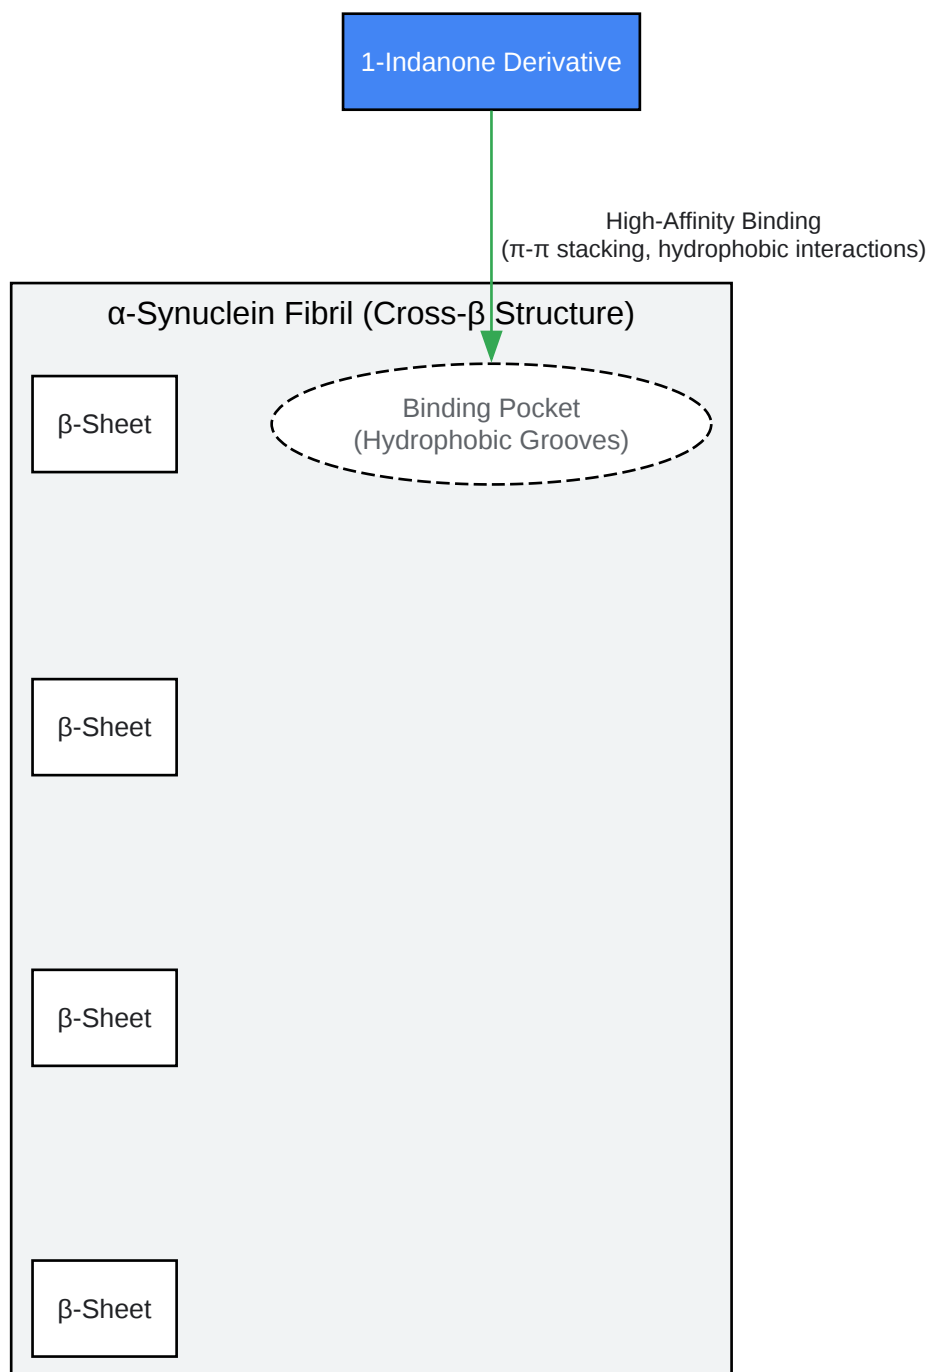 1-Indanone Derivative
High-Affinity Binding
(π-π stacking, hydrophobic interactions)
α-Synuclein Fibril (Cross-β Structure)
β-Sheet
Binding Pocket
(Hydrophobic Grooves)
β-Sheet
β-Sheet
β-Sheet